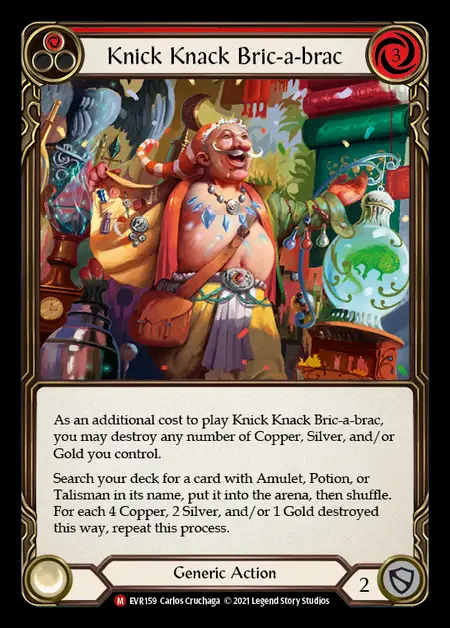 Knick Knack Bric-a-brac
3
As an additional cost to play Knick Knack Bric-a-brac,
you may destroy any number of Copper, Silver, and/or
Gold you control.
Search your deck for a card with Amulet, Potion, or
Talisman in its name, put it into the arena, then shuffle.
For each 4 Copper, 2 Silver, and/or 1 Gold destroyed
this way, repeat this process.
Generic Action
2
M EVR159 Carlos Cruchaga © 2021 Legend Story Studios